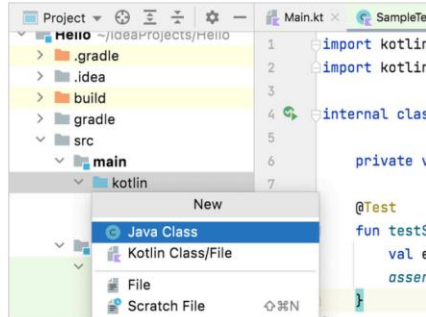 Project
Main.kt
SampleTe
Hello ~/IdeaProjects/Hello
.gradle
.idea
build
gradle
src
main
kotlin
New
Java Class
Kotlin Class/File
File
Scratch File ⇧⌘N
1 import kotlin
2 import kotlin
3
4 internal clas
5
6 private v
7
@Test
fun testS
val e
asser
}